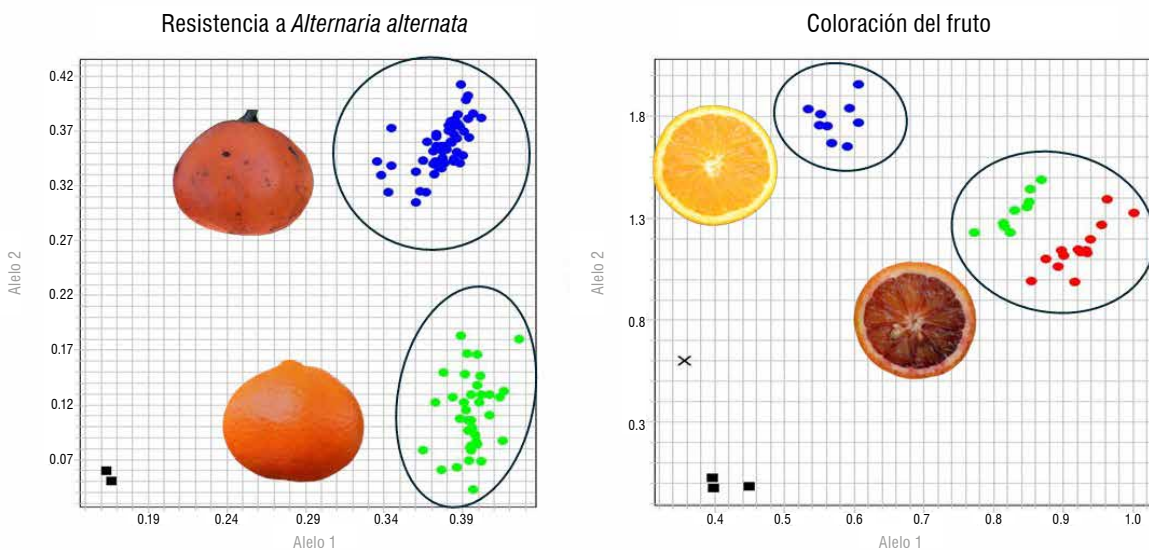 Resistencia a Alternaria alternata
0.42
0.37
0.32
0.27
0.22
0.17
0.12
0.07
Alelo 2
0.19 0.24 0.29 0.34 0.39
Alelo 1
Coloración del fruto
1.8
1.3
0.8
0.3
Alelo 2
0.4 0.5 0.6 0.7 0.8 0.9 1.0
Alelo 1